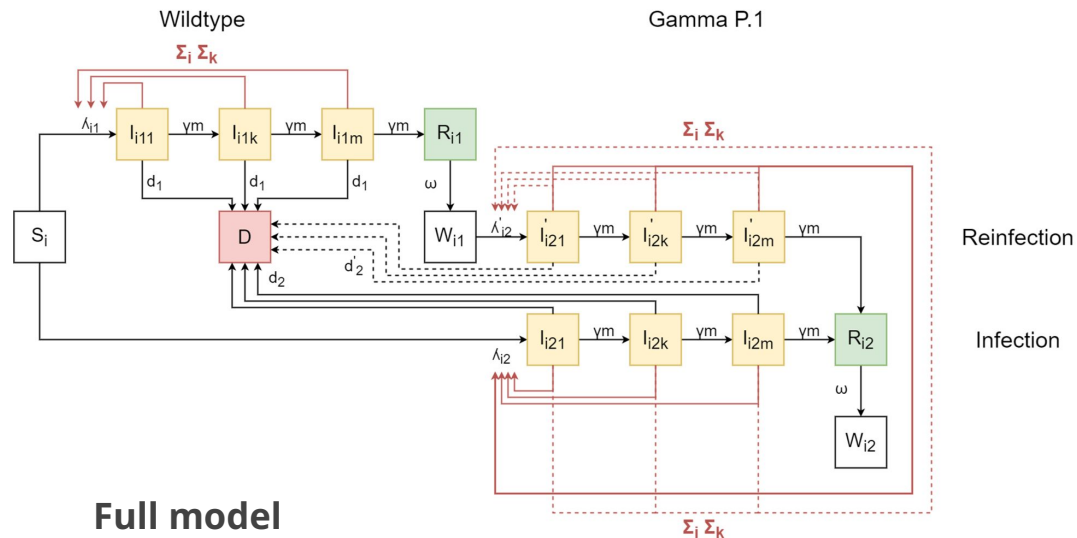 Wildtype
Gamma P.1
Σi Σk
λi1
Ii11
γm
Ii1k
γm
Ii1m
γm
Ri1
Σi Σk
d1
d1
d1
ω
Si
D
Wi1
λ'i2
I'i21
γm
I'i2k
γm
I'i2m
γm
Reinfection
d'2
d2
Ii21
γm
Ii2k
γm
Ii2m
γm
Ri2
Infection
λi2
ω
Wi2
Full model
Σi Σk